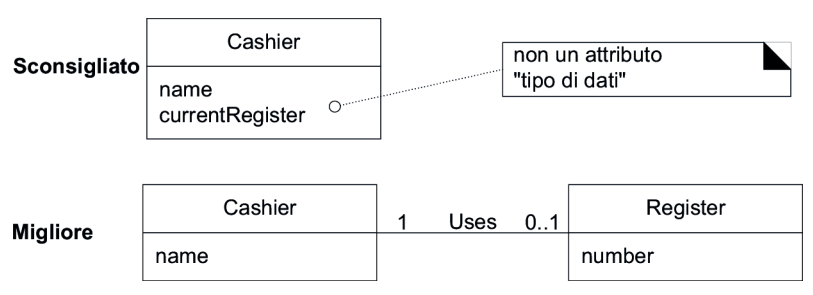 Cashier
Sconsigliato
name
currentRegister
non un attributo
"tipo di dati"
Migliore
Cashier
name
1 Uses 0..1
Register
number